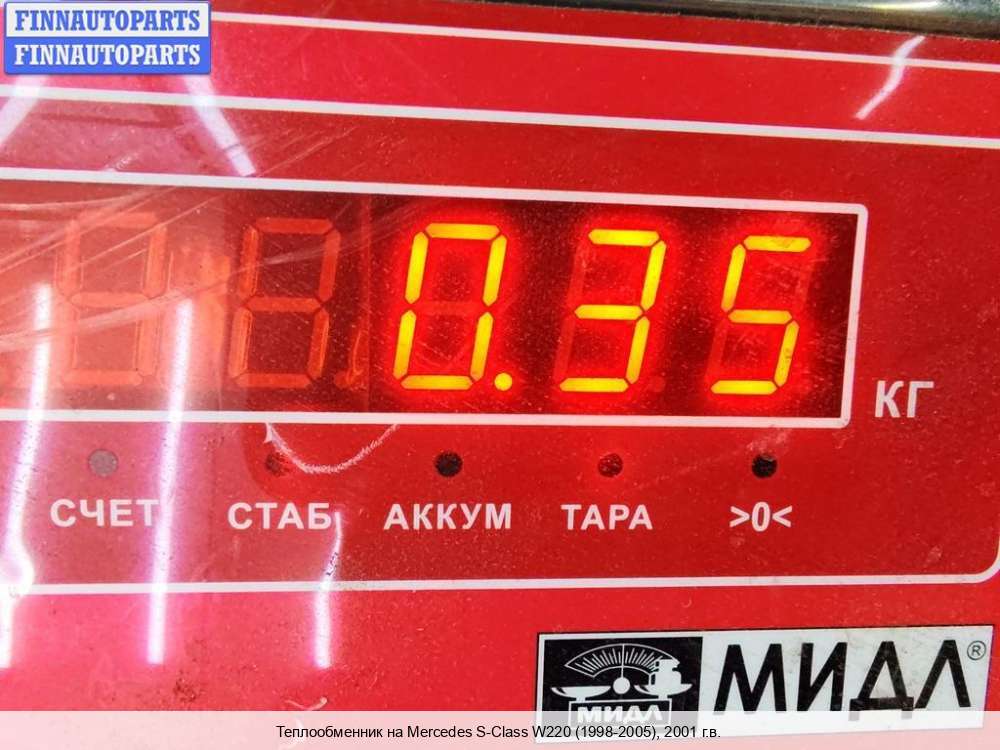 FINNAUTOPARTS
FINNAUTOPARTS
0.35
КГ
СЧЕТ СТАБ АККУМ ТАРА >0<
МИДЛ МИДЛ®
Теплообменник на Mercedes S-Class W220 (1998-2005), 2001 г.в.